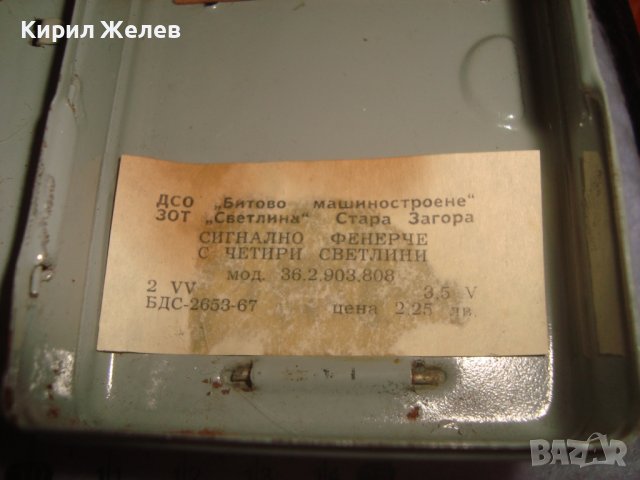 Кирил Желев
ДСО „Битово машиностроене“
ЗОТ „Светлина“ Стара Загора
СИГНАЛНО ФЕНЕРЧЕ
С ЧЕТИРИ СВЕТЛИНИ
мод. 36.2.903.808
2 VV 3,5 V
БДС-2653-67 цена 2,25 лв.
BAZAR